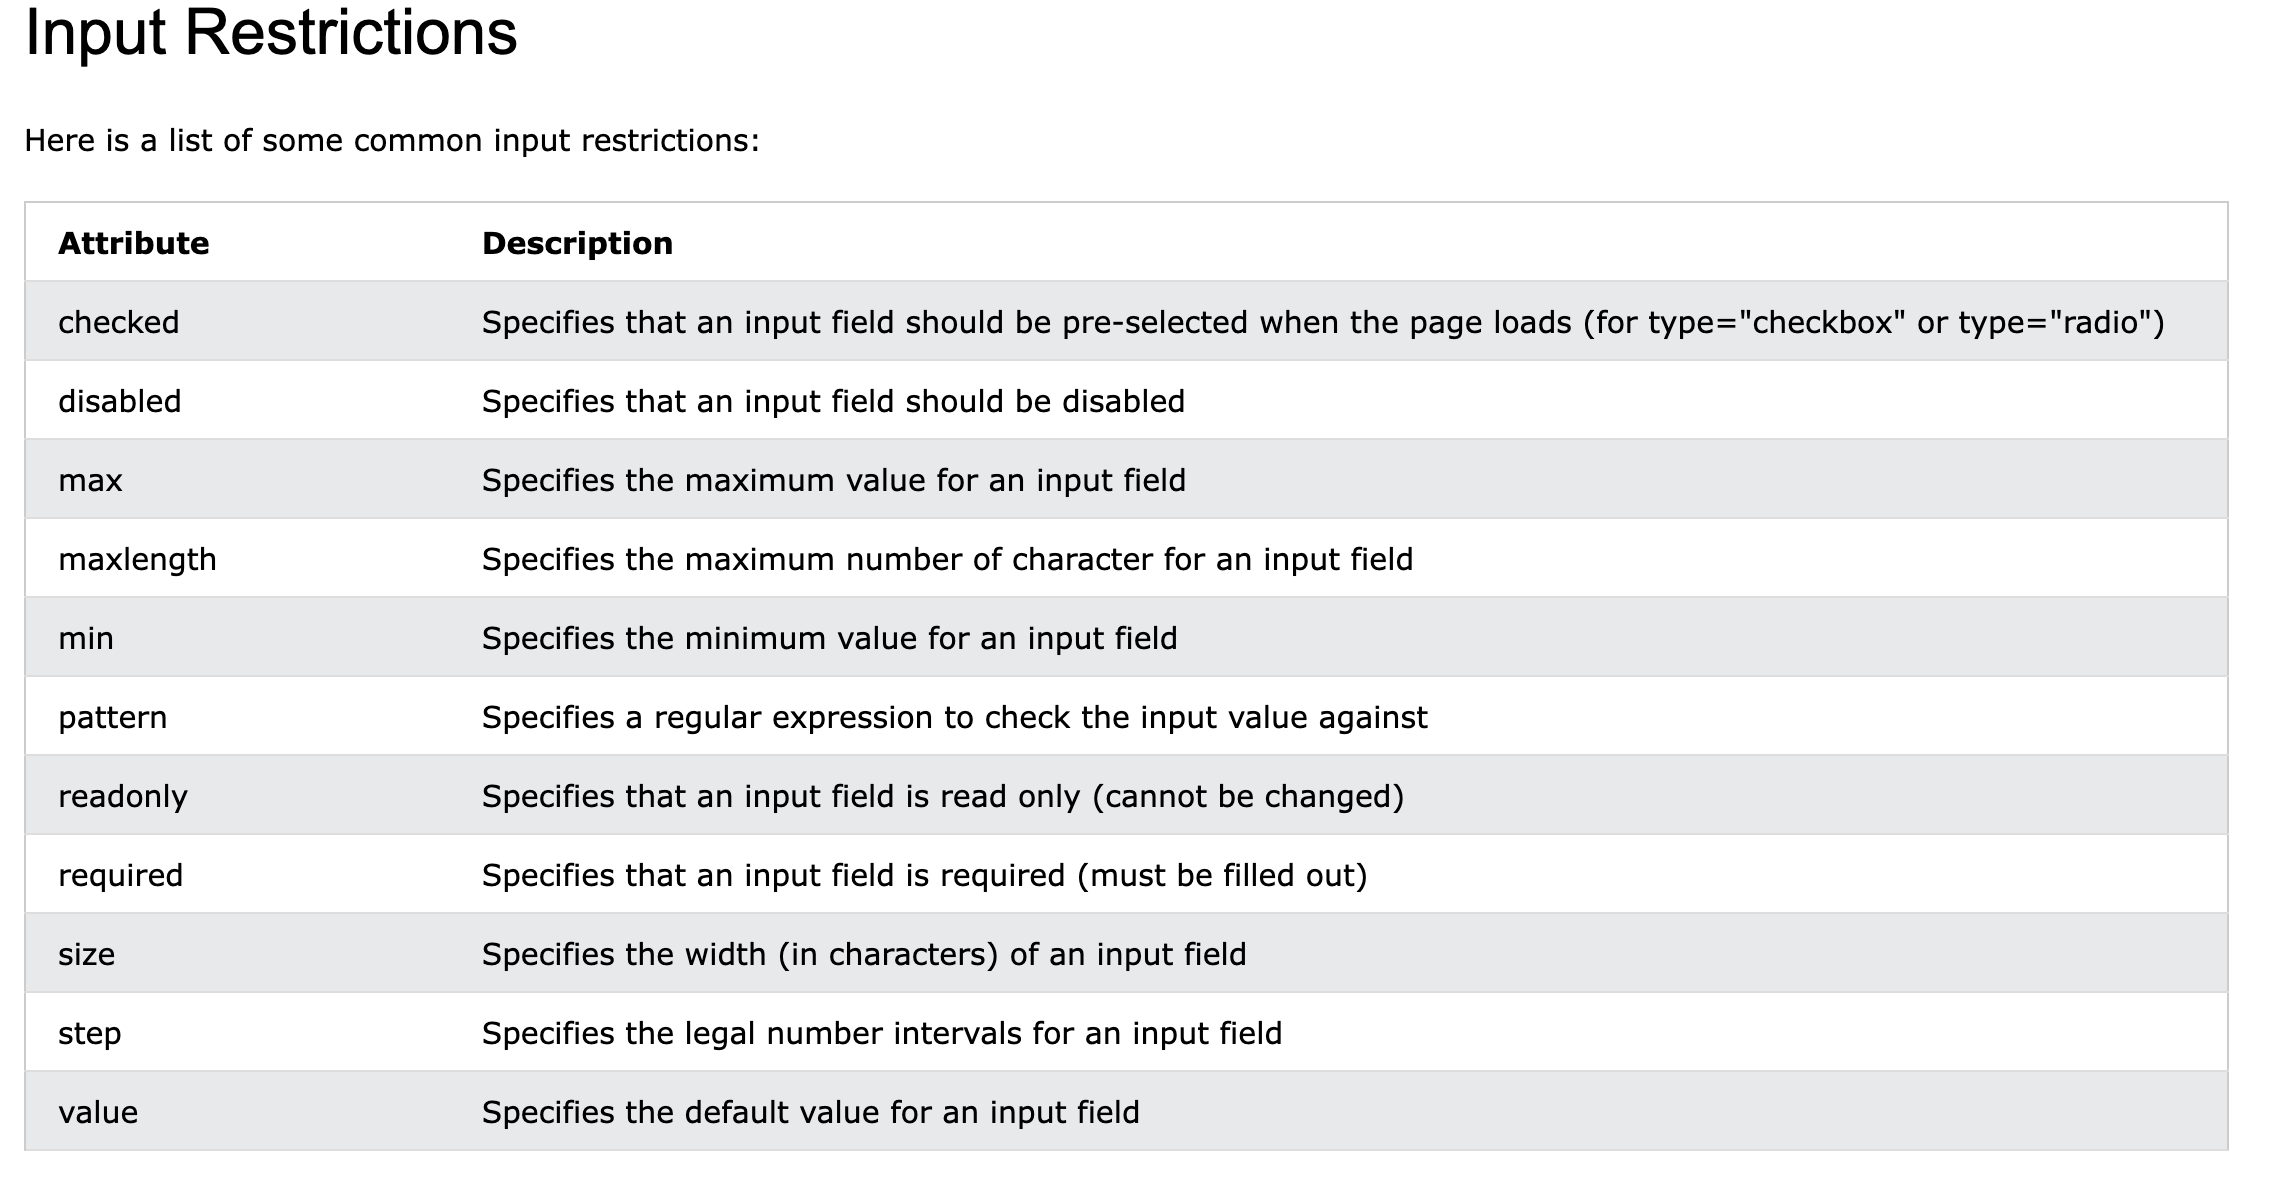 Input Restrictions
Here is a list of some common input restrictions:
Attribute Description
checked Specifies that an input field should be pre-selected when the page loads (for type="checkbox" or type="radio")
disabled Specifies that an input field should be disabled
max Specifies the maximum value for an input field
maxlength Specifies the maximum number of character for an input field
min Specifies the minimum value for an input field
pattern Specifies a regular expression to check the input value against
readonly Specifies that an input field is read only (cannot be changed)
required Specifies that an input field is required (must be filled out)
size Specifies the width (in characters) of an input field
step Specifies the legal number intervals for an input field
value Specifies the default value for an input field